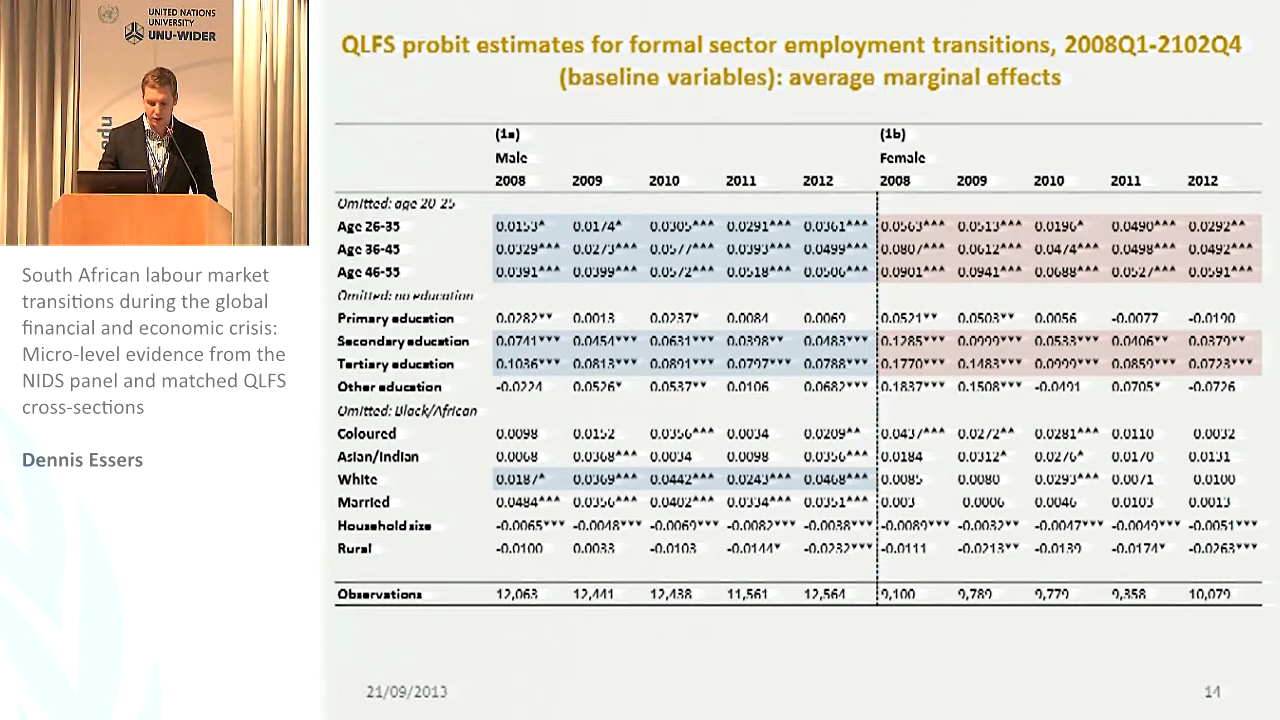 UNITED NATIONS
UNIVERSITY
UNU-WIDER
edu
South African labour market
transitions during the global
financial and economic crisis:
Micro-level evidence from the
NIDS panel and matched QLFS
cross-sections
Dennis Essers
QLFS probit estimates for formal sector employment transitions, 2008Q1-2102Q4
(baseline variables): average marginal effects
(1a) (1b)
Male Female
2008 2009 2010 2011 2012 2008 2009 2010 2011 2012
Omitted: age 20-25
Age 26-35 0.0153* 0.0174* 0.0305*** 0.0291*** 0.0361*** 0.0563*** 0.0513*** 0.0196* 0.0490*** 0.0292**
Age 36-45 0.0329*** 0.0273*** 0.0577*** 0.0393*** 0.0499*** 0.0807*** 0.0612*** 0.0474*** 0.0498*** 0.0492***
Age 46-55 0.0391*** 0.0399*** 0.0572*** 0.0518*** 0.0506*** 0.0901*** 0.0941*** 0.0688*** 0.0527*** 0.0591***
Omitted: no education
Primary education 0.0282** 0.0013 0.0237* 0.0084 0.0069 0.0521** 0.0503** 0.0056 -0.0077 -0.0190
Secondary education 0.0741*** 0.0454*** 0.0631*** 0.0398** 0.0483*** 0.1285*** 0.0999*** 0.0533*** 0.0406** 0.0379**
Tertiary education 0.1036*** 0.0813*** 0.0891*** 0.0797*** 0.0788*** 0.1770*** 0.1483*** 0.0999*** 0.0859*** 0.0723***
Other education -0.0224 0.0526* 0.0537** 0.0106 0.0682*** 0.1837*** 0.1508*** -0.0491 0.0705* -0.0726
Omitted: Black/African
Coloured 0.0098 0.0152 0.0356*** 0.0034 0.0209** 0.0437*** 0.0272** 0.0281*** 0.0110 0.0032
Asian/Indian 0.0068 0.0368*** 0.0034 0.0098 0.0356*** 0.0184 0.0312* 0.0276* 0.0170 0.0131
White 0.0187* 0.0369*** 0.0442*** 0.0243*** 0.0468*** 0.0085 0.0080 0.0293*** 0.0071 0.0100
Married 0.0484*** 0.0356*** 0.0402*** 0.0334*** 0.0351*** 0.003 0.0006 0.0046 0.0103 0.0013
Household size -0.0065*** -0.0048*** -0.0069*** -0.0082*** -0.0038*** -0.0089*** -0.0032** -0.0047*** -0.0049*** -0.0051***
Rural -0.0100 0.0033 -0.0103 -0.0144* -0.0232*** -0.0111 -0.0213** -0.0139 -0.0174* -0.0263***
Observations 12,063 12,441 12,438 11,561 12,564 9,100 9,789 9,779 9,358 10,079
21/09/2013 14